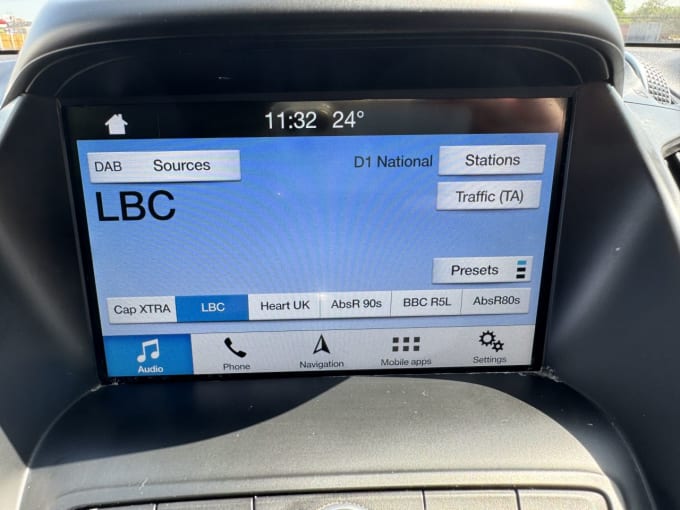 11:32 24°
DAB Sources
D1 National Stations
LBC
Traffic (TA)
Presets
Cap XTRA LBC Heart UK AbsR 90s BBC R5L AbsR80s
Audio Phone Navigation Mobile apps Settings